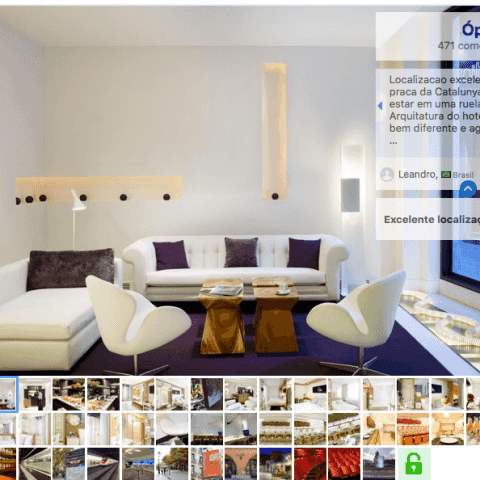 Óp
471 come
Localizacao excele
praca da Catalunya
estar em uma ruela
Arquitatura do hote
bem diferente e ag
...
Leandro, Brasil
Excelente localizaç